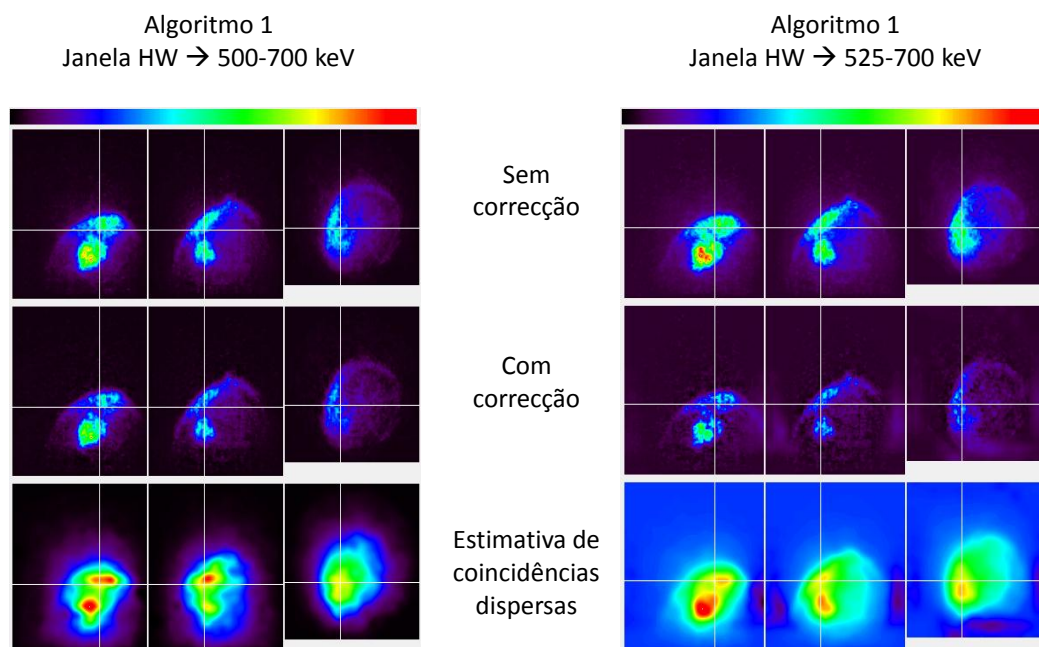 Algoritmo 1
Janela HW → 500-700 keV
Algoritmo 1
Janela HW → 525-700 keV
Sem
correcção
Com
correcção
Estimativa de
coincidências
dispersas